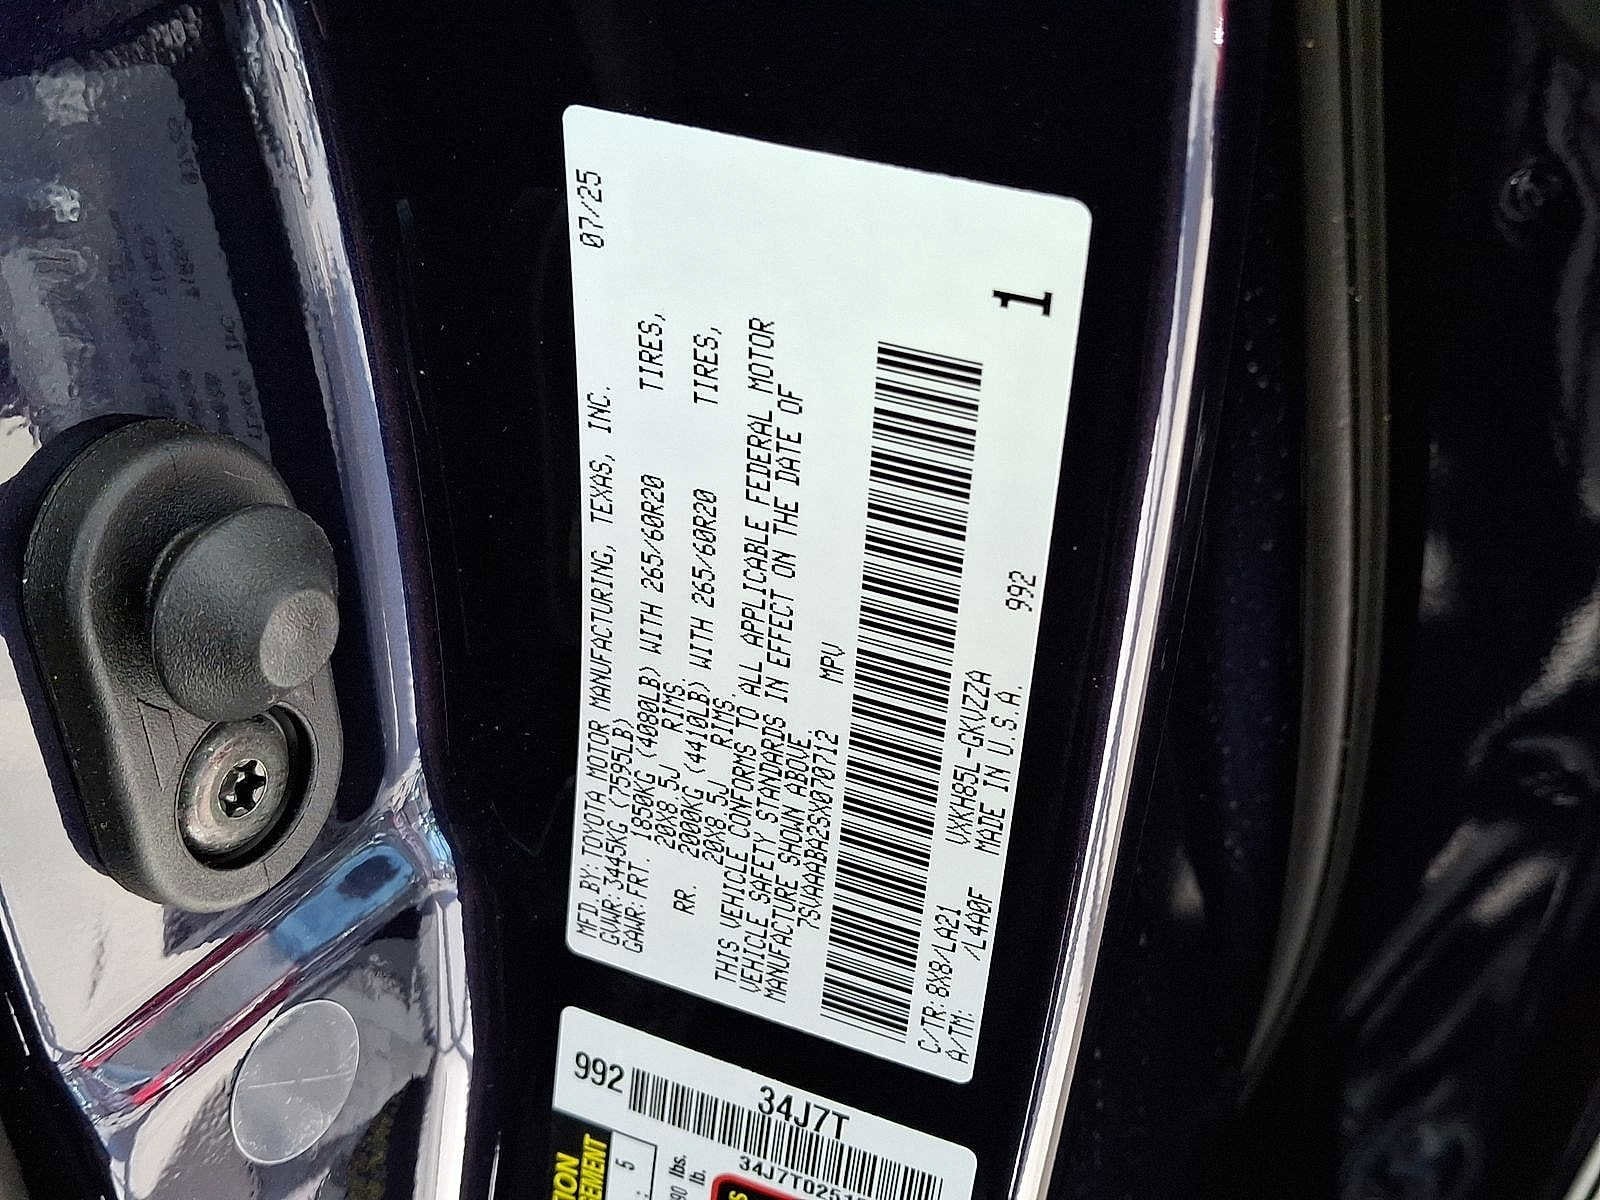 MFD. BY: TOYOTA MOTOR MANUFACTURING, TEXAS, INC. 07/25
GVWR: 3445KG (7595LB)
GAWR: FRT. 1850KG (4080LB) WITH 265/60R20 TIRES,
20X8.5J RIMS.
RR. 2000KG (4410LB) WITH 265/60R20 TIRES,
20X8.5J RIMS.
THIS VEHICLE CONFORMS TO ALL APPLICABLE FEDERAL MOTOR
VEHICLE SAFETY STANDARDS IN EFFECT ON THE DATE OF
MANUFACTURE SHOWN ABOVE.
7SVAAABA2SX070712 MPV
1
C/TR: 8X8/LA21 VXKH85L-GKVZZA 992
A/TM: /L4A0F MADE IN U.S.A.
992
34J7T